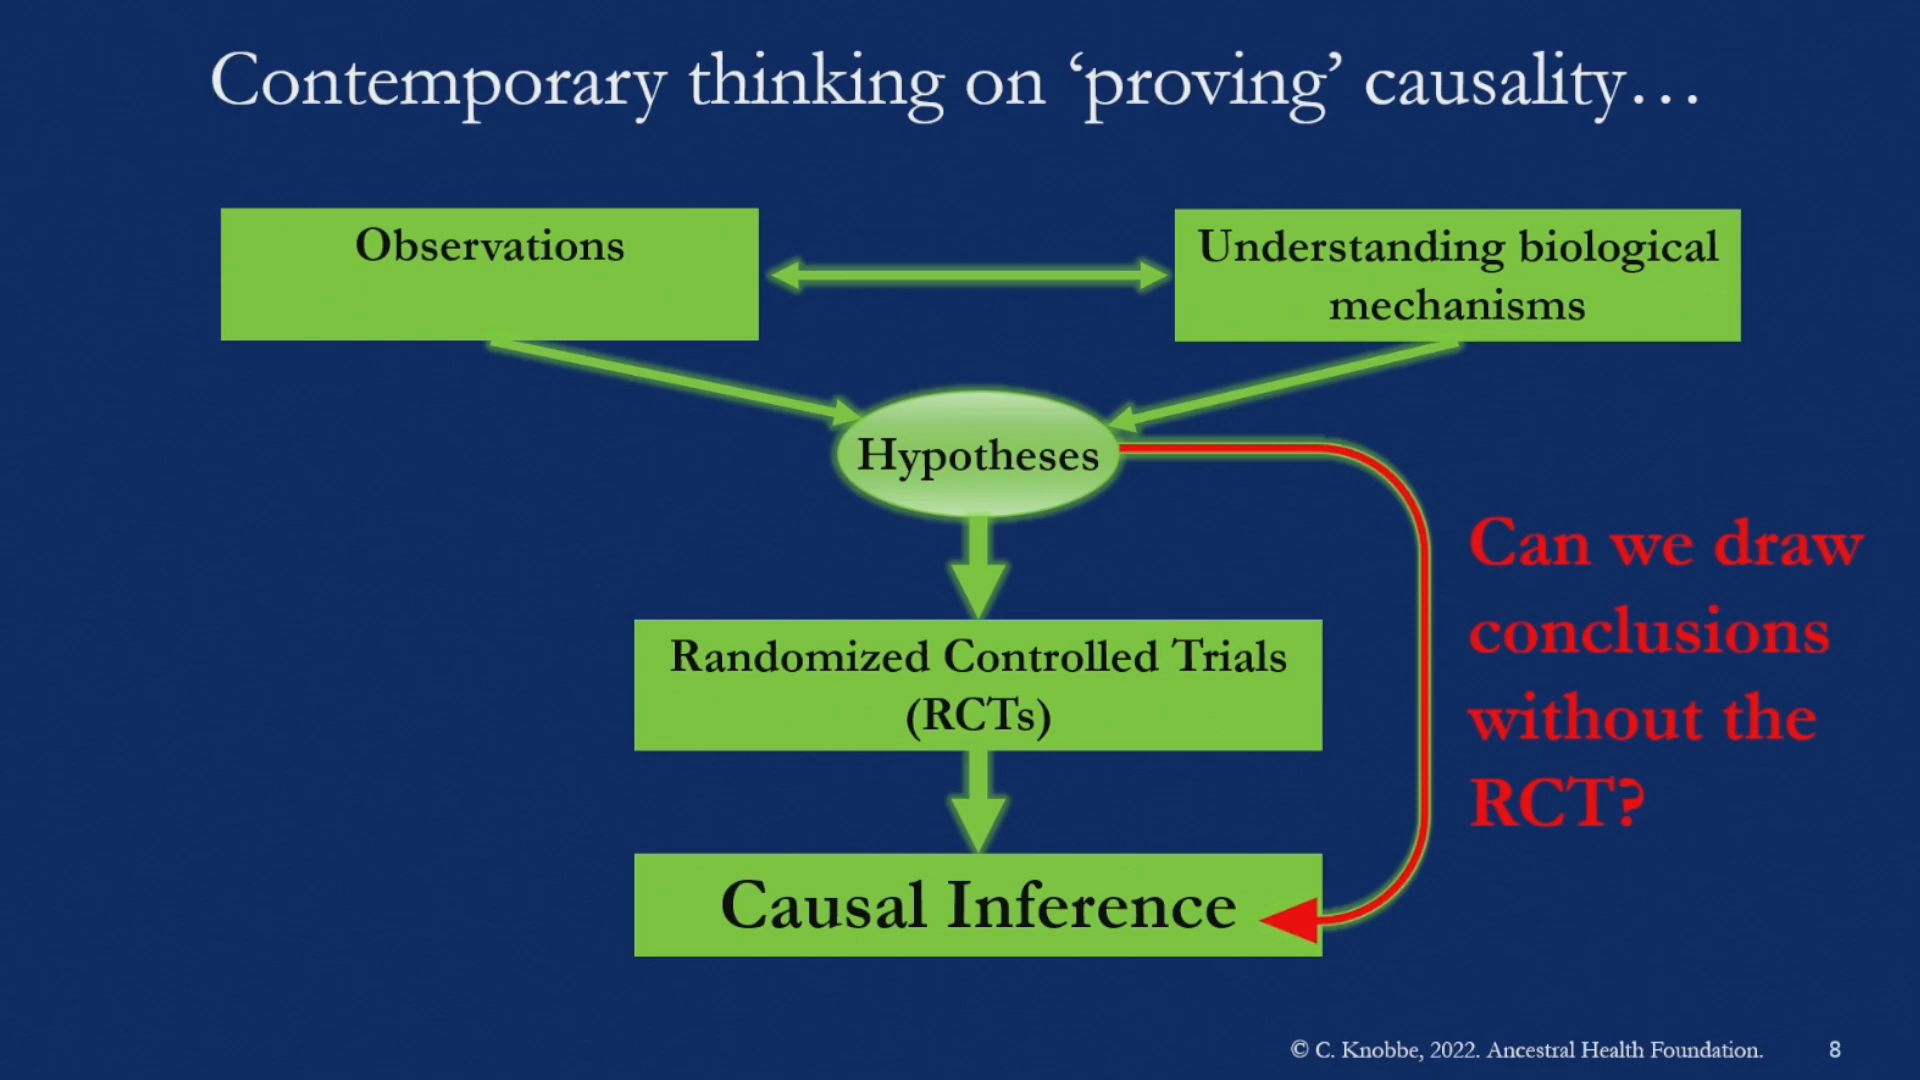 Contemporary thinking on ‘proving’ causality…
Observations
Understanding biological
mechanisms
Hypotheses
Can we draw
conclusions
without the
RCT?
Randomized Controlled Trials
(RCTs)
Causal Inference
© C. Knobbe, 2022. Ancestral Health Foundation.
8